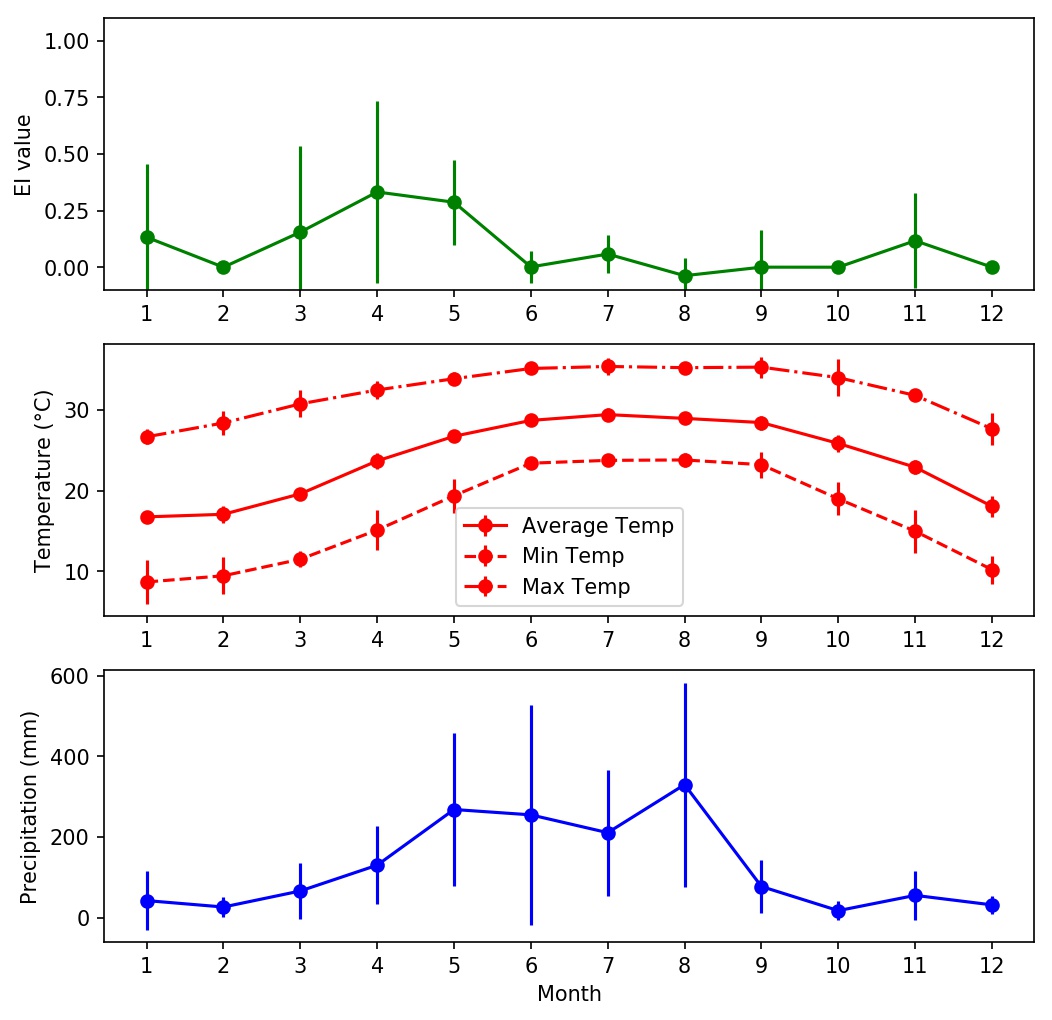 EI value
1.00
0.75
0.50
0.25
0.00
1 2 3 4 5 6 7 8 9 10 11 12
Temperature (°C)
30
20
10
Average Temp
Min Temp
Max Temp
1 2 3 4 5 6 7 8 9 10 11 12
Precipitation (mm)
600
400
200
0
1 2 3 4 5 6 7 8 9 10 11 12
Month